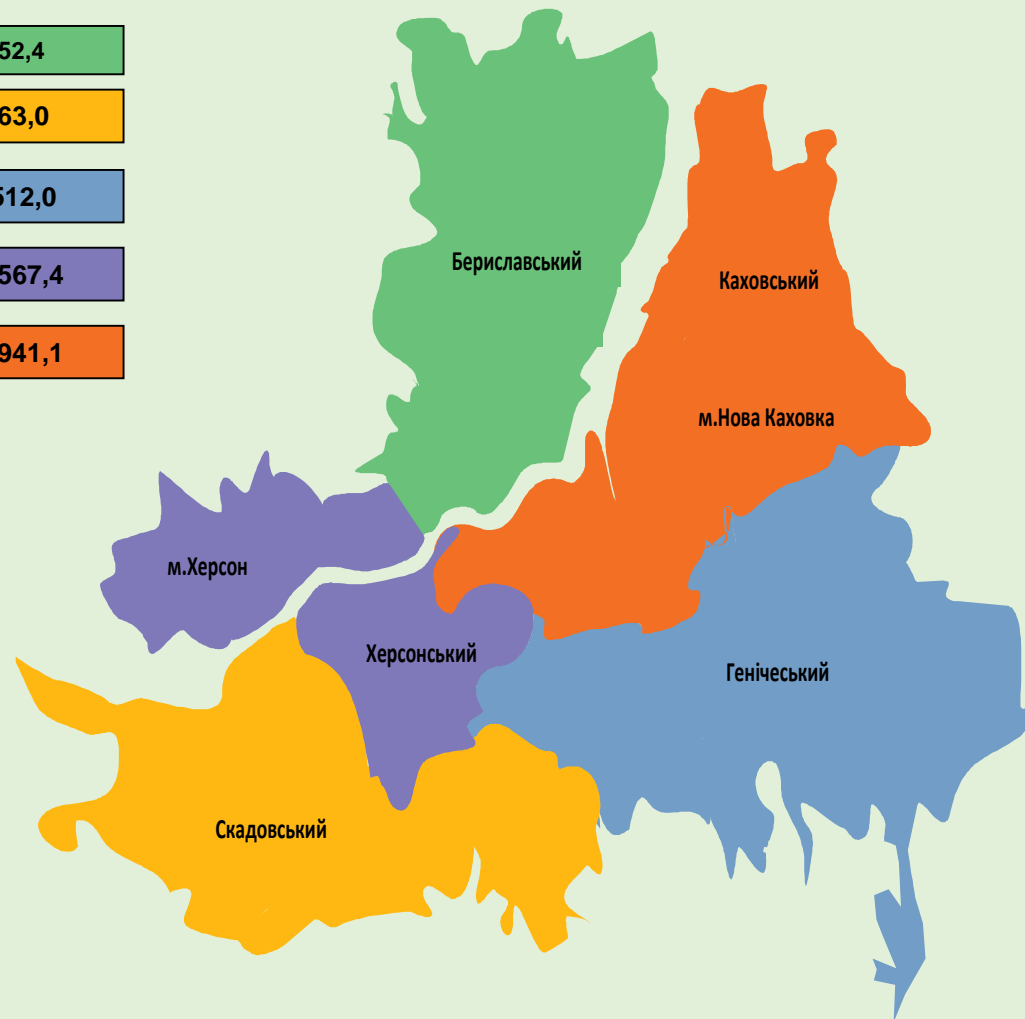 52,4
63,0
512,0
567,4
941,1
Бериславський
Каховський
м.Нова Каховка
м.Херсон
Херсонський
Генічеський
Скадовський